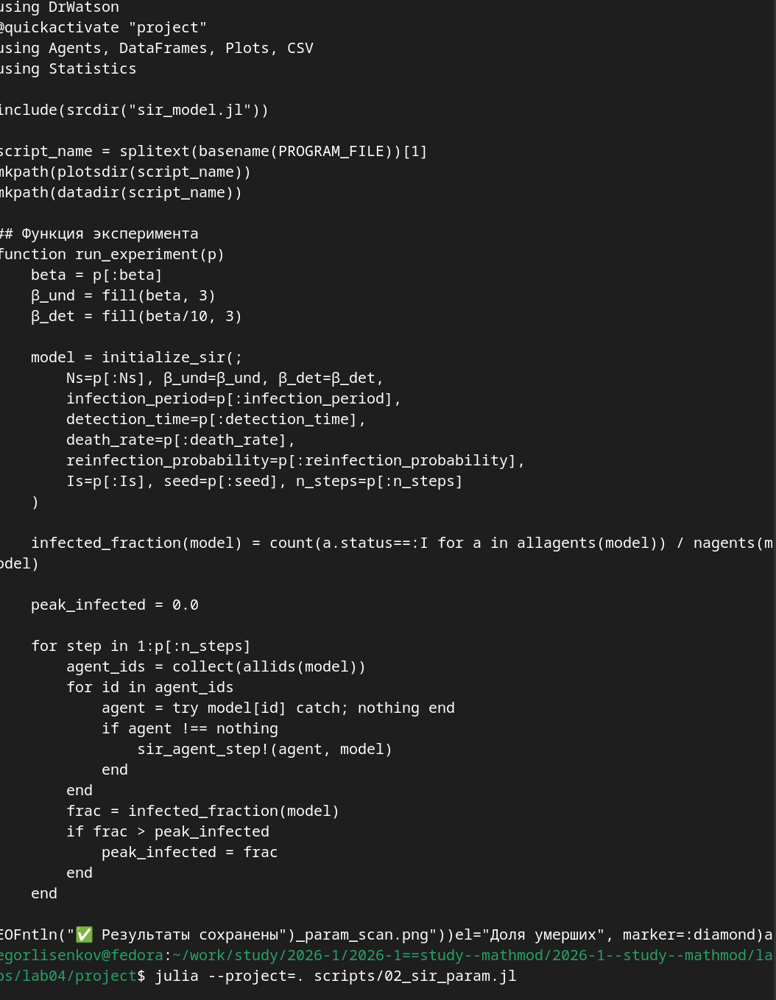 using DrWatson
@quickactivate "project"
using Agents, DataFrames, Plots, CSV
using Statistics
include(srcdir("sir_model.jl"))
script_name = splitext(basename(PROGRAM_FILE))[1]
mkpath(plotsdir(script_name))
mkpath(datadir(script_name))
## Функция эксперимента
function run_experiment(p)
    beta = p[:beta]
    β_und = fill(beta, 3)
    β_det = fill(beta/10, 3)
    model = initialize_sir(;
        Ns=p[:Ns], β_und=β_und, β_det=β_det,
        infection_period=p[:infection_period],
        detection_time=p[:detection_time],
        death_rate=p[:death_rate],
        reinfection_probability=p[:reinfection_probability],
        Is=p[:Is], seed=p[:seed], n_steps=p[:n_steps]
    )
    infected_fraction(model) = count(a.status==:I for a in allagents(model)) / nagents(m
odel)
    peak_infected = 0.0
    for step in 1:p[:n_steps]
        agent_ids = collect(allids(model))
        for id in agent_ids
            agent = try model[id] catch; nothing end
            if agent !== nothing
                sir_agent_step!(agent, model)
            end
        end
        frac = infected_fraction(model)
        if frac > peak_infected
            peak_infected = frac
        end
    end
EOFntln("✅ Результаты сохранены")_param_scan.png"))el="Доля умерших", marker=:diamond)a
egorlisenkov@fedora:~/work/study/2026-1/2026-1==study--mathmod/2026-1--study--mathmod/la
bs/lab04/project$ julia --project=. scripts/02_sir_param.jl